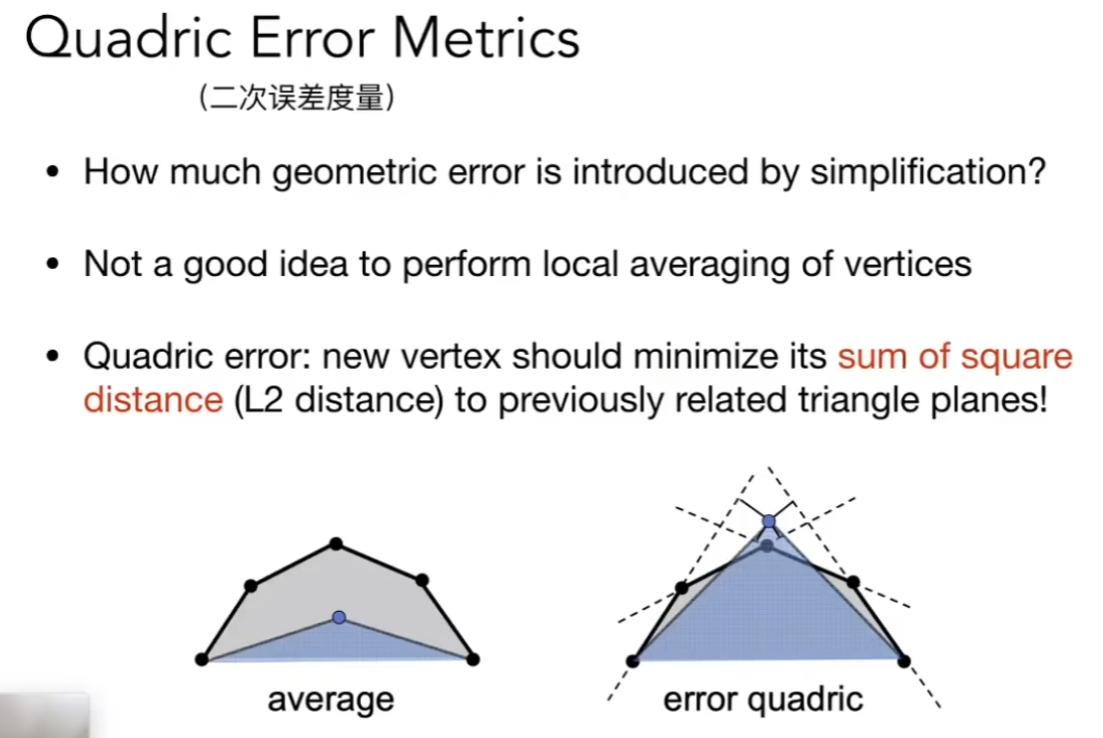 Quadric Error Metrics
(二次误差度量)
• How much geometric error is introduced by simplification?
• Not a good idea to perform local averaging of vertices
• Quadric error: new vertex should minimize its sum of square
distance (L2 distance) to previously related triangle planes!
average
error quadric